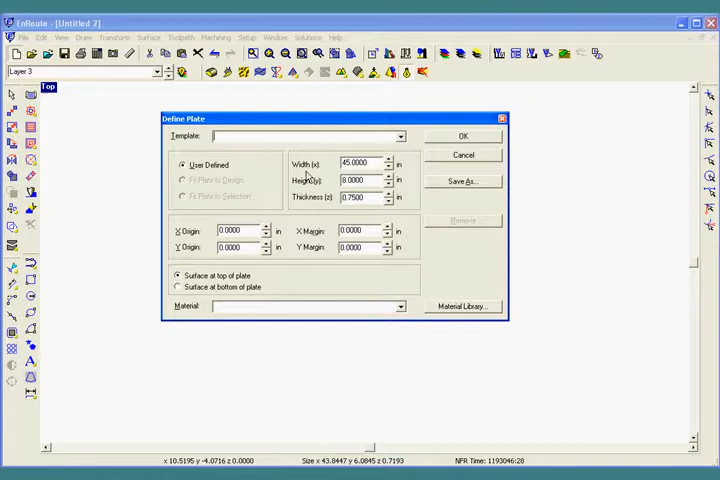 EnRoute - [Untitled 7]
File Edit View Draw Transform Surface Toolpath Machining Setup Window Solutions Help
Layer 3
Top
Define Plate
Template:
OK
User Defined
Width (x): 45.0000 in
Cancel
Fit Plate to Design
Height(y): 8.0000 in
Save As...
Fit Plate to Selection
Thickness (z): 0.7500 in
Remove...
X Origin: 0.0000 in
X Margin: 0.0000 in
Y Origin: 0.0000 in
Y Margin: 0.0000 in
Surface at top of plate
Surface at bottom of plate
Material:
Material Library...
x 10.5195 y -4.0716 z 0.0000
Size x 43.8447 y 6.0845 z 0.7193
NFR Time: 1193046:28